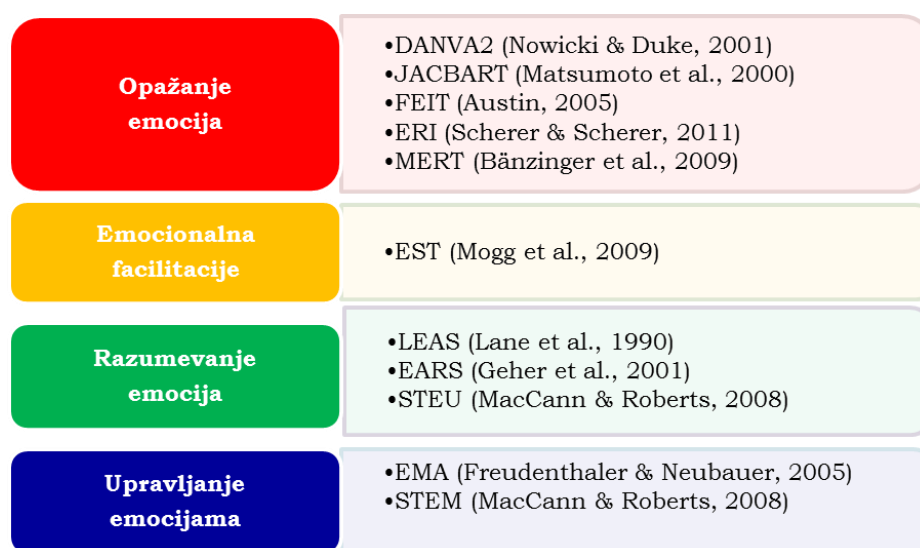 Opažanje
emocija
•DANVA2 (Nowicki & Duke, 2001)
•JACBART (Matsumoto et al., 2000)
•FEIT (Austin, 2005)
•ERI (Scherer & Scherer, 2011)
•MERT (Bänzinger et al., 2009)
Emocionalna
facilitacije
•EST (Mogg et al., 2009)
Razumevanje
emocija
•LEAS (Lane et al., 1990)
•EARS (Geher et al., 2001)
•STEU (MacCann & Roberts, 2008)
Upravljanje
emocijama
•EMA (Freudenthaler & Neubauer, 2005)
•STEM (MacCann & Roberts, 2008)